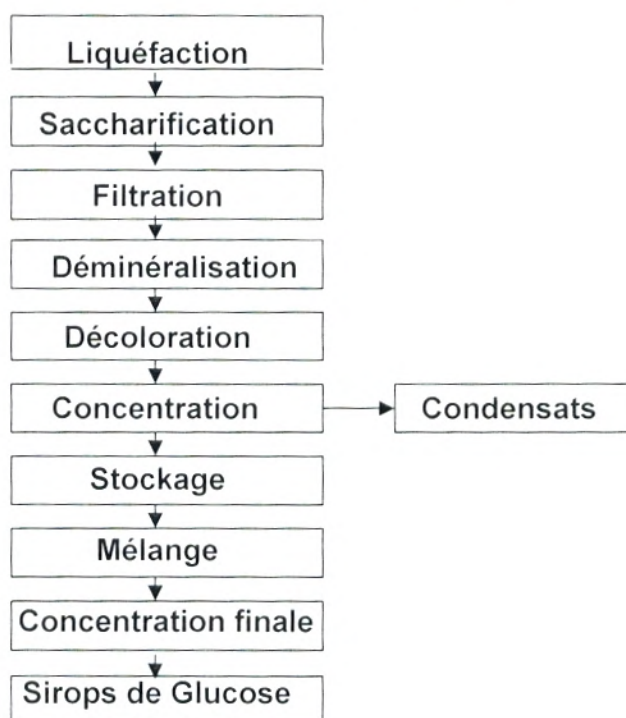 Liquéfaction
Saccharification
Filtration
Déminéralisation
Décoloration
Concentration
Condensats
Stockage
Mélange
Concentration finale
Sirops de Glucose